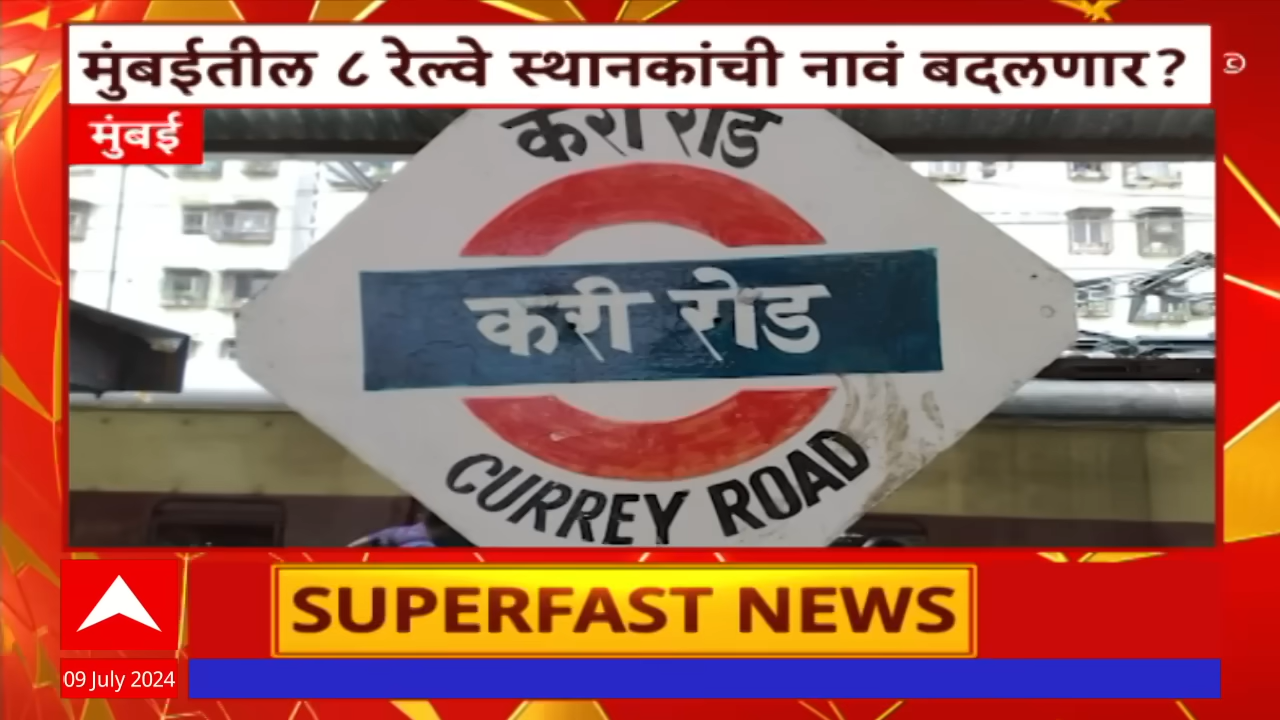 मुंबईतील ८ रेल्वे स्थानकांची नावं बदलणार?
©
मुंबई
करी रोड
करी रोड
CURREY ROAD
SUPERFAST NEWS
09 July 2024